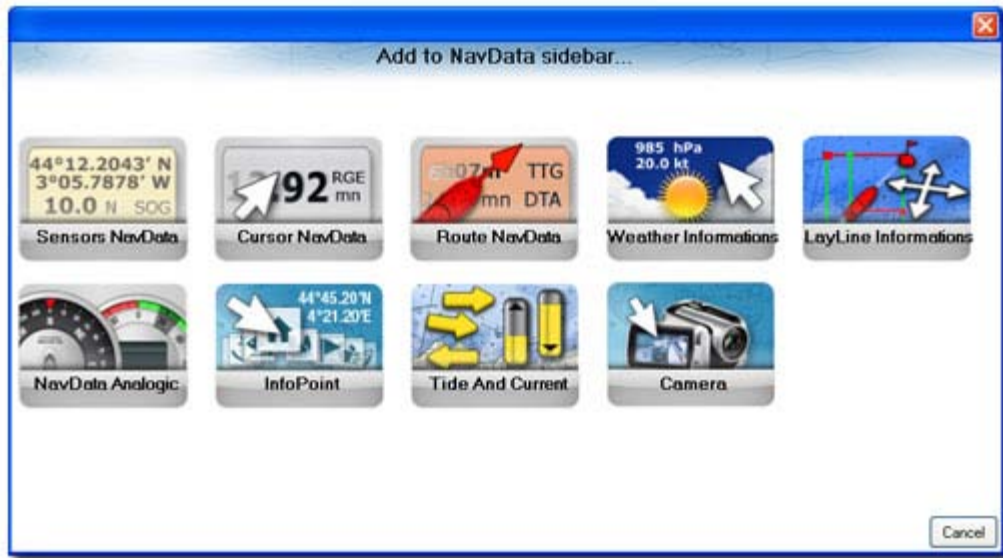 Add to NavData sidebar...
44°12.2043' N
3°05.7878' W
10.0 N SOG
Sensors NavData
92 RGE
mn
Cursor NavData
07 TTG
mn DTA
Route NavData
985 hPa
20.0 kt
Weather Informations
LayLine Informations
NavData Analogic
44°45.20'N
4°21.20'E
InfoPoint
Tide And Current
Camera
Cancel